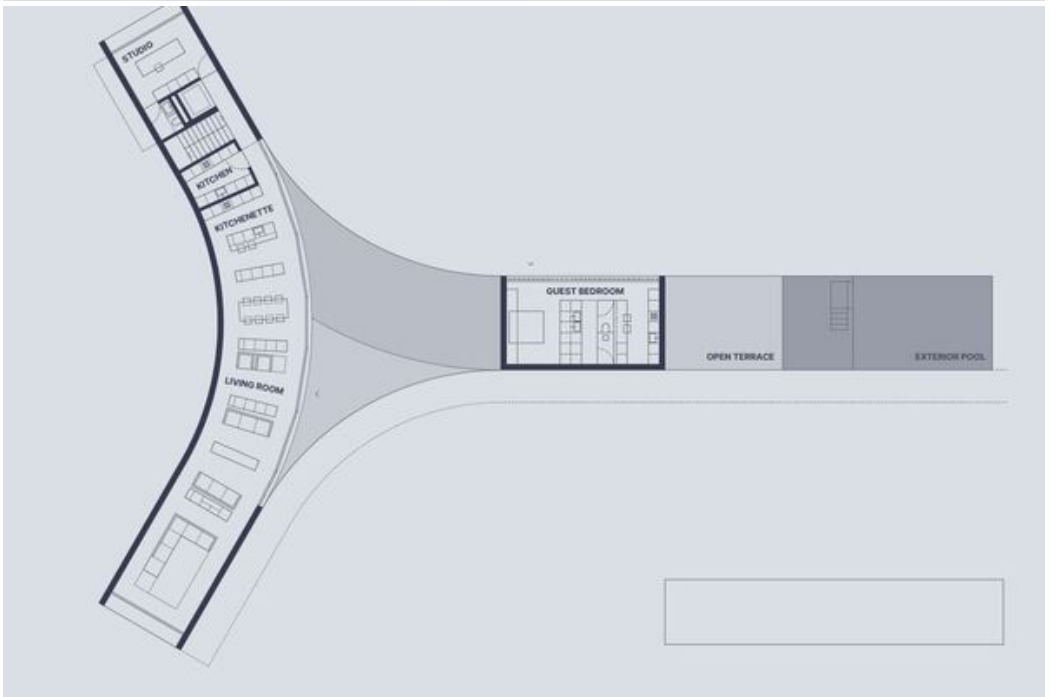 STUDIO
KITCHEN
KITCHENETTE
GUEST BEDROOM
OPEN TERRACE
EXTERIOR POOL
LIVING ROOM